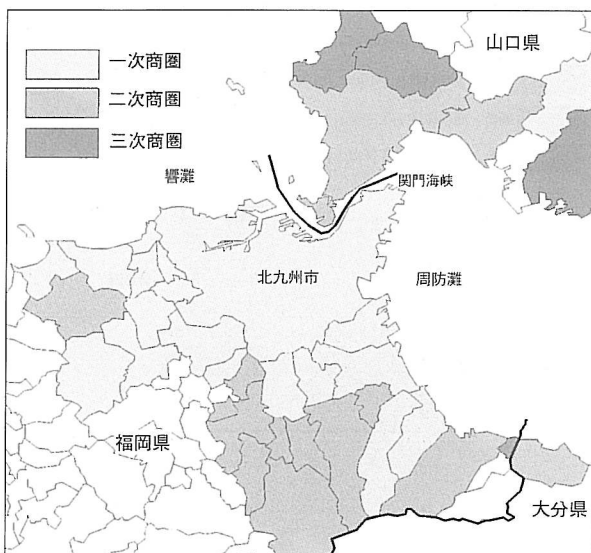 一次商圏
二次商圏
三次商圏
山口県
響灘
関門海峡
北九州市
周防灘
福岡県
大分県